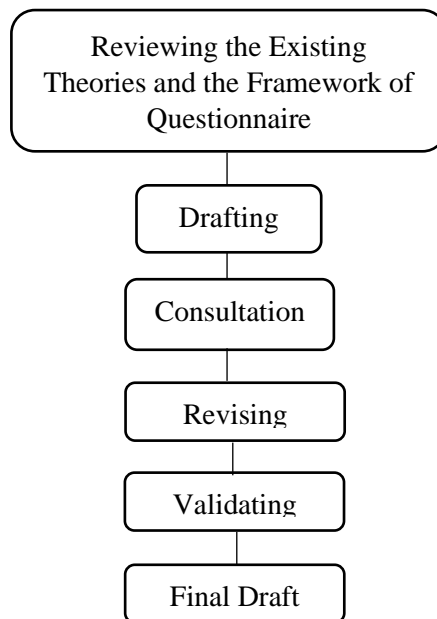 Reviewing the Existing
Theories and the Framework of
Questionnaire
Drafting
Consultation
Revising
Validating
Final Draft